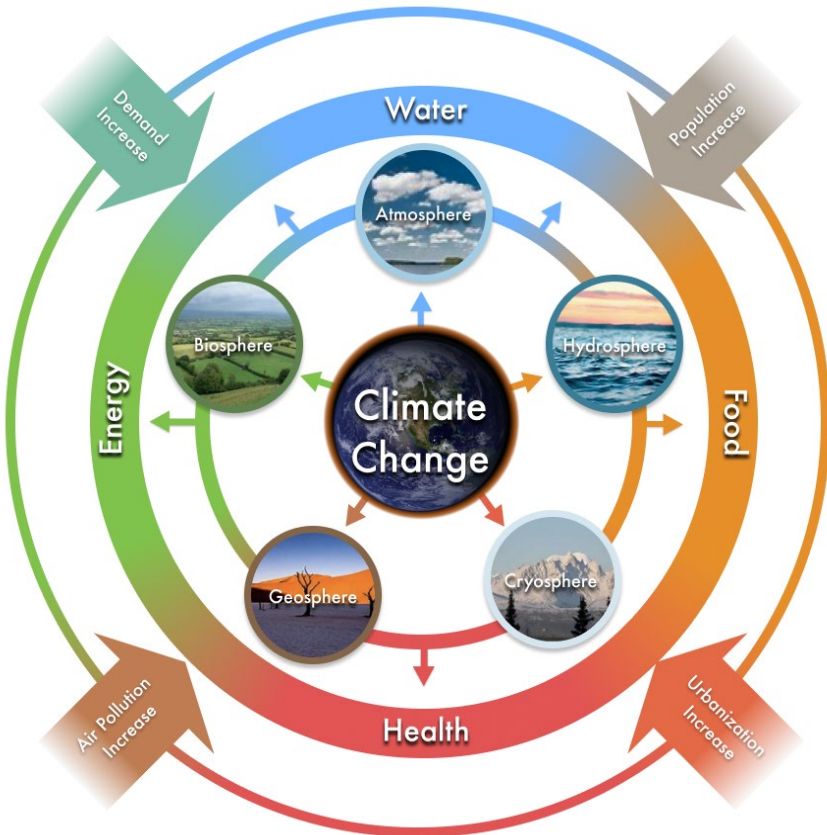 Demand
Increase
Population
Increase
Water
Atmosphere
Biosphere
Hydrosphere
Climate
Change
Energy
Food
Geosphere
Cryosphere
Air Pollution
Increase
Urbanization
Increase
Health